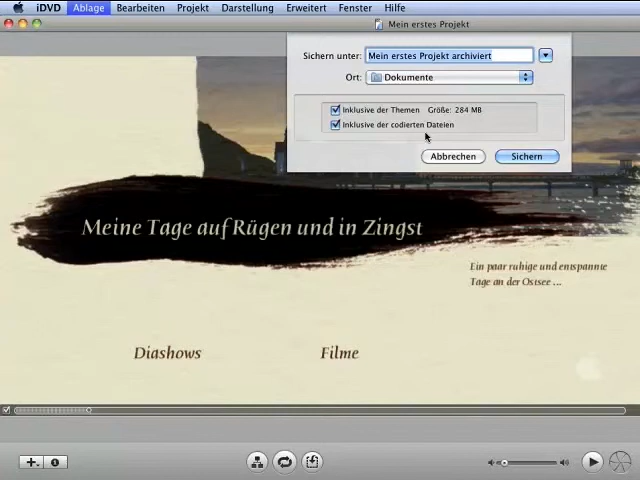 iDVD Ablage Bearbeiten Projekt Darstellung Erweitert Fenster Hilfe
Mein erstes Projekt
Sichern unter: Mein erstes Projekt archiviert
Ort: Dokumente
Inklusive der Themen Größe: 284 MB
Inklusive der codierten Dateien
Abbrechen Sichern
Meine Tage auf Rügen und in Zingst
Ein paar ruhige und entspannte
Tage an der Ostsee ...
Diashows Filme